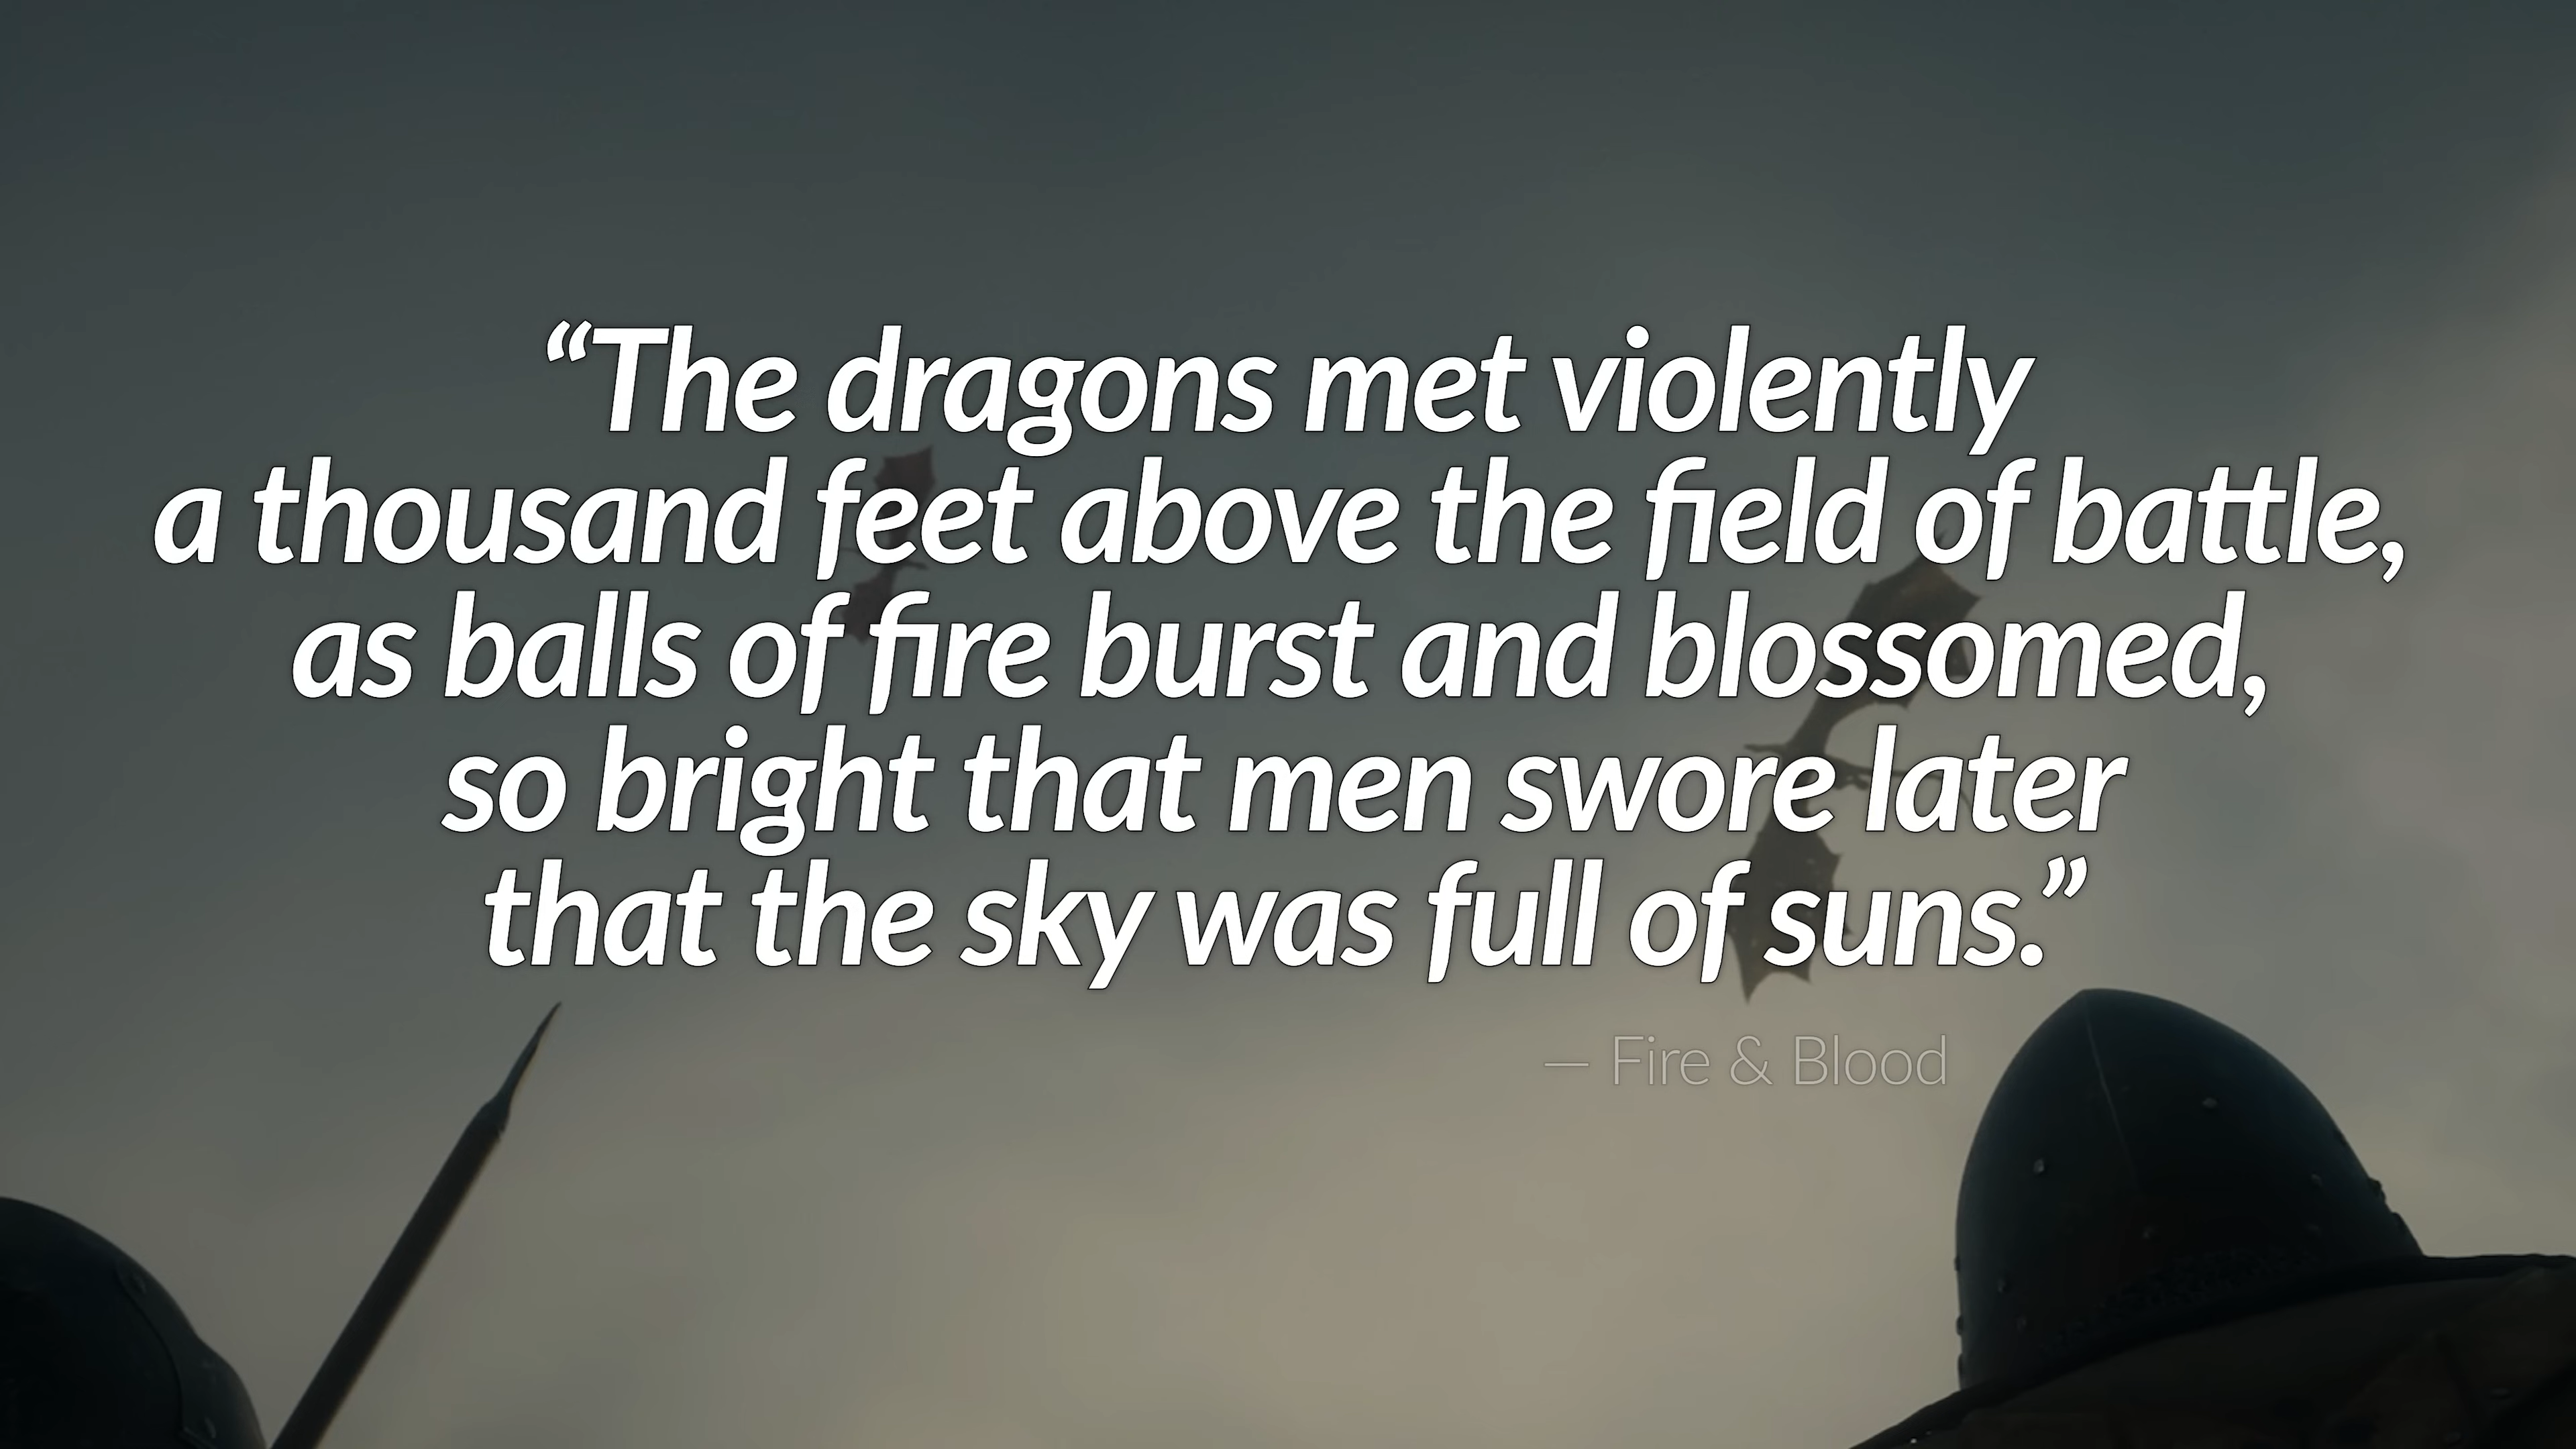 “The dragons met violently
a thousand feet above the field of battle,
as balls of fire burst and blossomed,
so bright that men swore later
that the sky was full of suns.”
— Fire & Blood